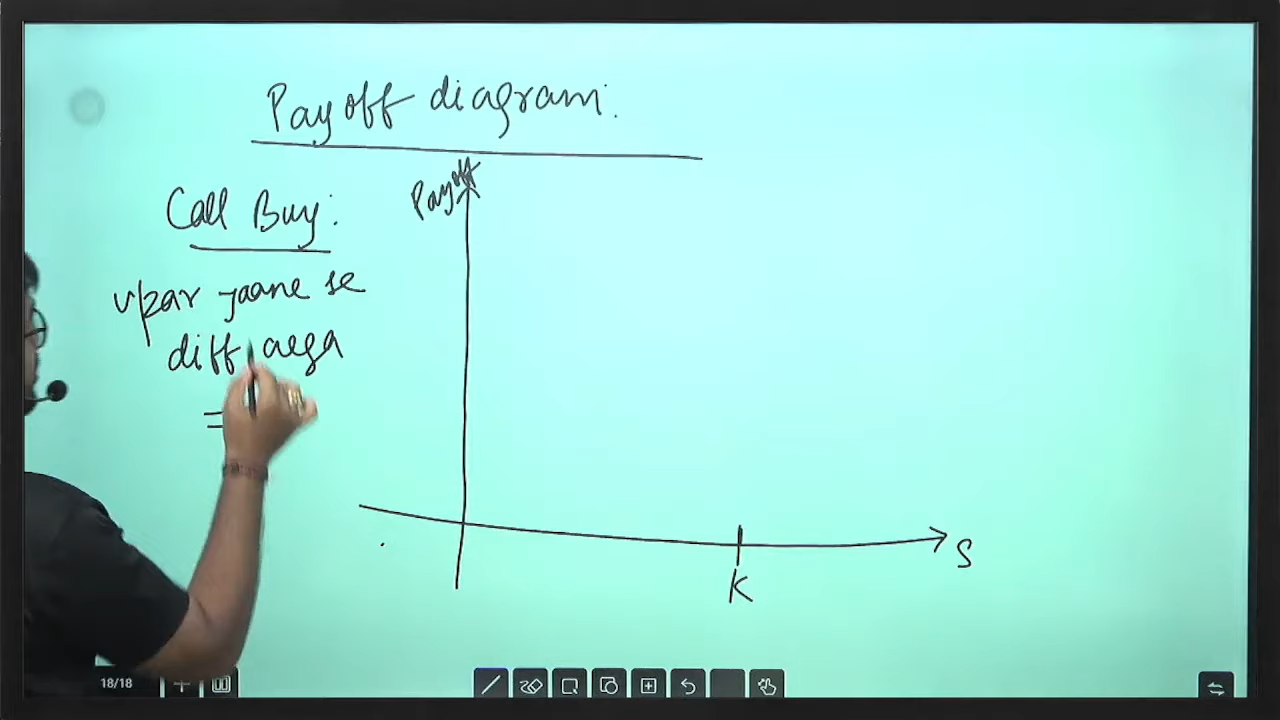 Payoff diagram:
Payoff
Call Buy:
upar jaane se
diff aega
=
S
K
18/18